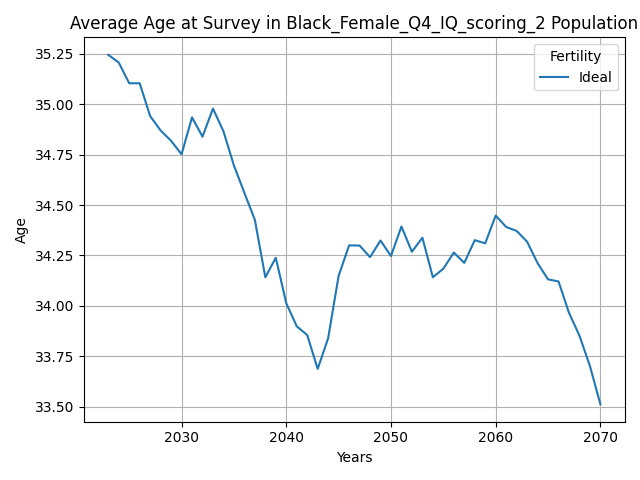 Average Age at Survey in Black_Female_Q4_IQ_scoring_2 Population
Fertility
Ideal
35.25
35.00
34.75
34.50
34.25
34.00
33.75
33.50
Age
2030 2040 2050 2060 2070
Years